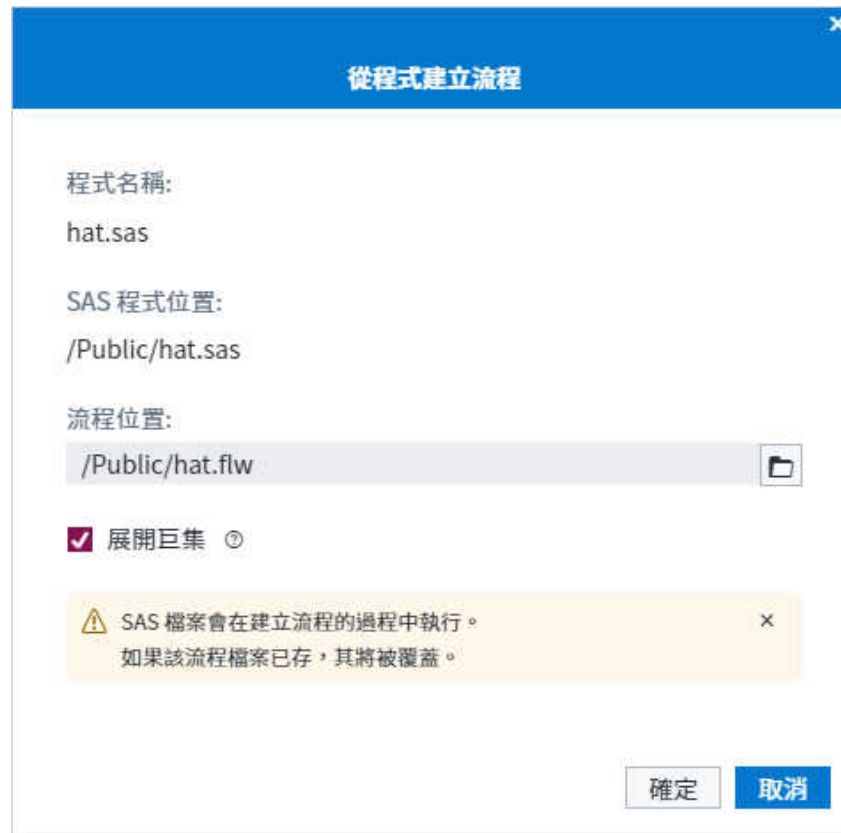 從程式建立流程
程式名稱:
hat.sas
SAS 程式位置:
/Public/hat.sas
流程位置:
/Public/hat.flw
展開巨集
SAS 檔案會在建立流程的過程中執行。
如果該流程檔案已存，其將被覆蓋。
確定 取消